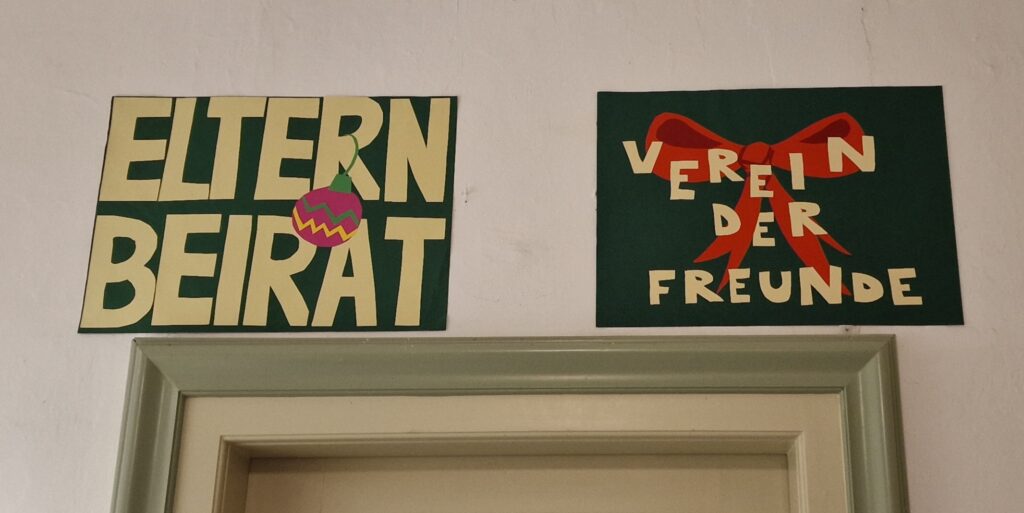 ELTERN
BEIRAT
VEREIN
DER
FREUNDE